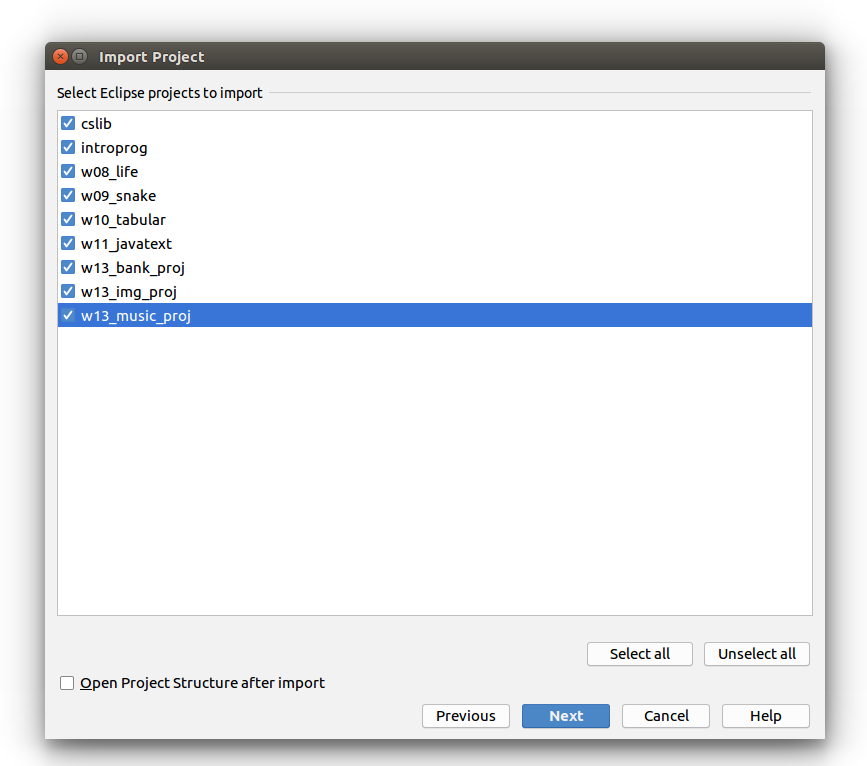 Import Project
Select Eclipse projects to import
cslib
introprog
w08_life
w09_snake
w10_tabular
w11_javatext
w13_bank_proj
w13_img_proj
w13_music_proj
Select all Unselect all
Open Project Structure after import
Previous Next Cancel Help